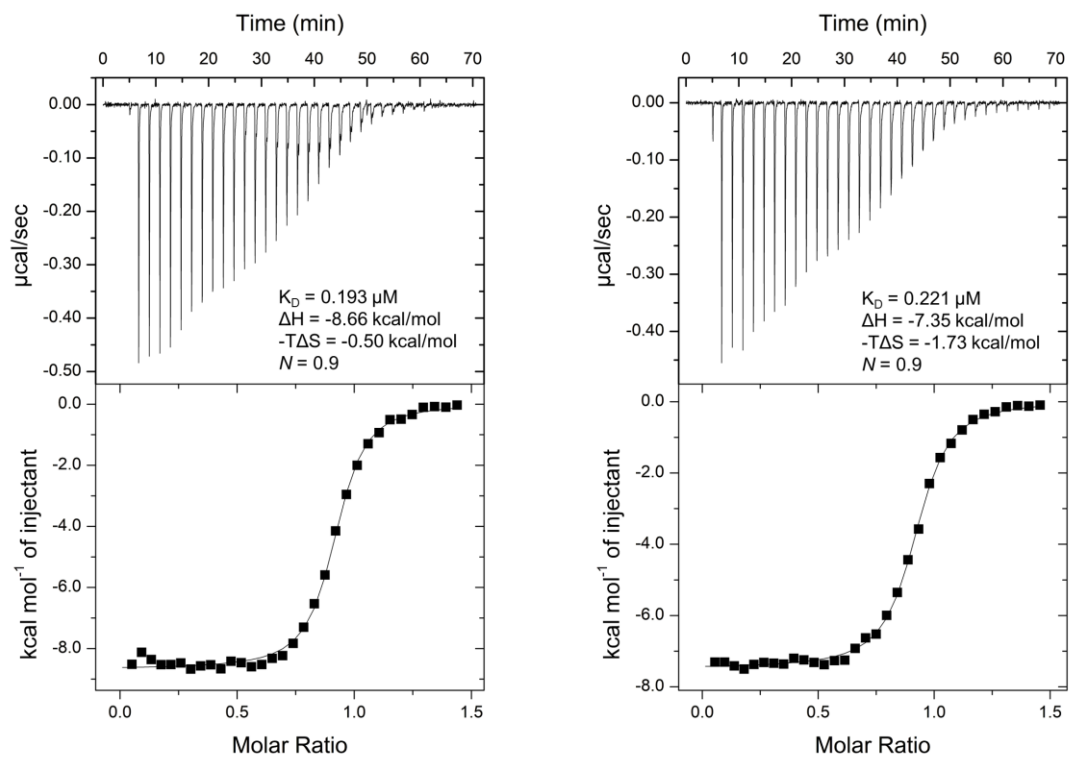 Time (min)
0 10 20 30 40 50 60 70
0.00
-0.10
-0.20
-0.30
-0.40
-0.50
µcal/sec
K_D = 0.193 µM
ΔH = -8.66 kcal/mol
-TΔS = -0.50 kcal/mol
N = 0.9
0.0
-2.0
-4.0
-6.0
-8.0
kcal mol⁻¹ of injectant
0.0 0.5 1.0 1.5
Molar Ratio
Time (min)
0 10 20 30 40 50 60 70
0.00
-0.10
-0.20
-0.30
-0.40
µcal/sec
K_D = 0.221 µM
ΔH = -7.35 kcal/mol
-TΔS = -1.73 kcal/mol
N = 0.9
0.0
-2.0
-4.0
-6.0
-8.0
kcal mol⁻¹ of injectant
0.0 0.5 1.0 1.5
Molar Ratio